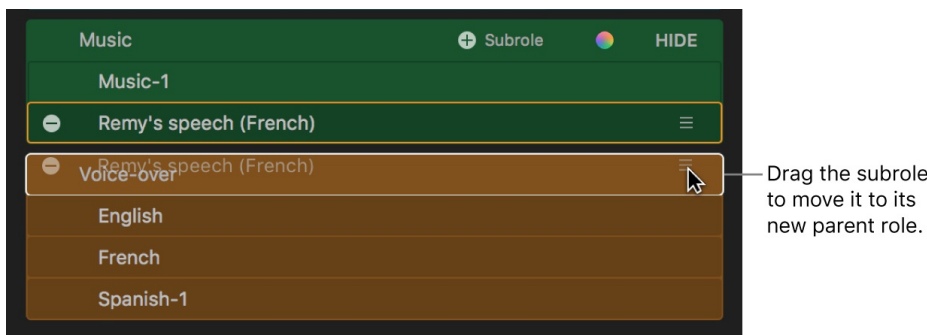 Music Subrole HIDE
Music-1
Remy's speech (French)
Remy's speech (French)
Voice-over
English
French
Spanish-1
Drag the subrole
to move it to its
new parent role.